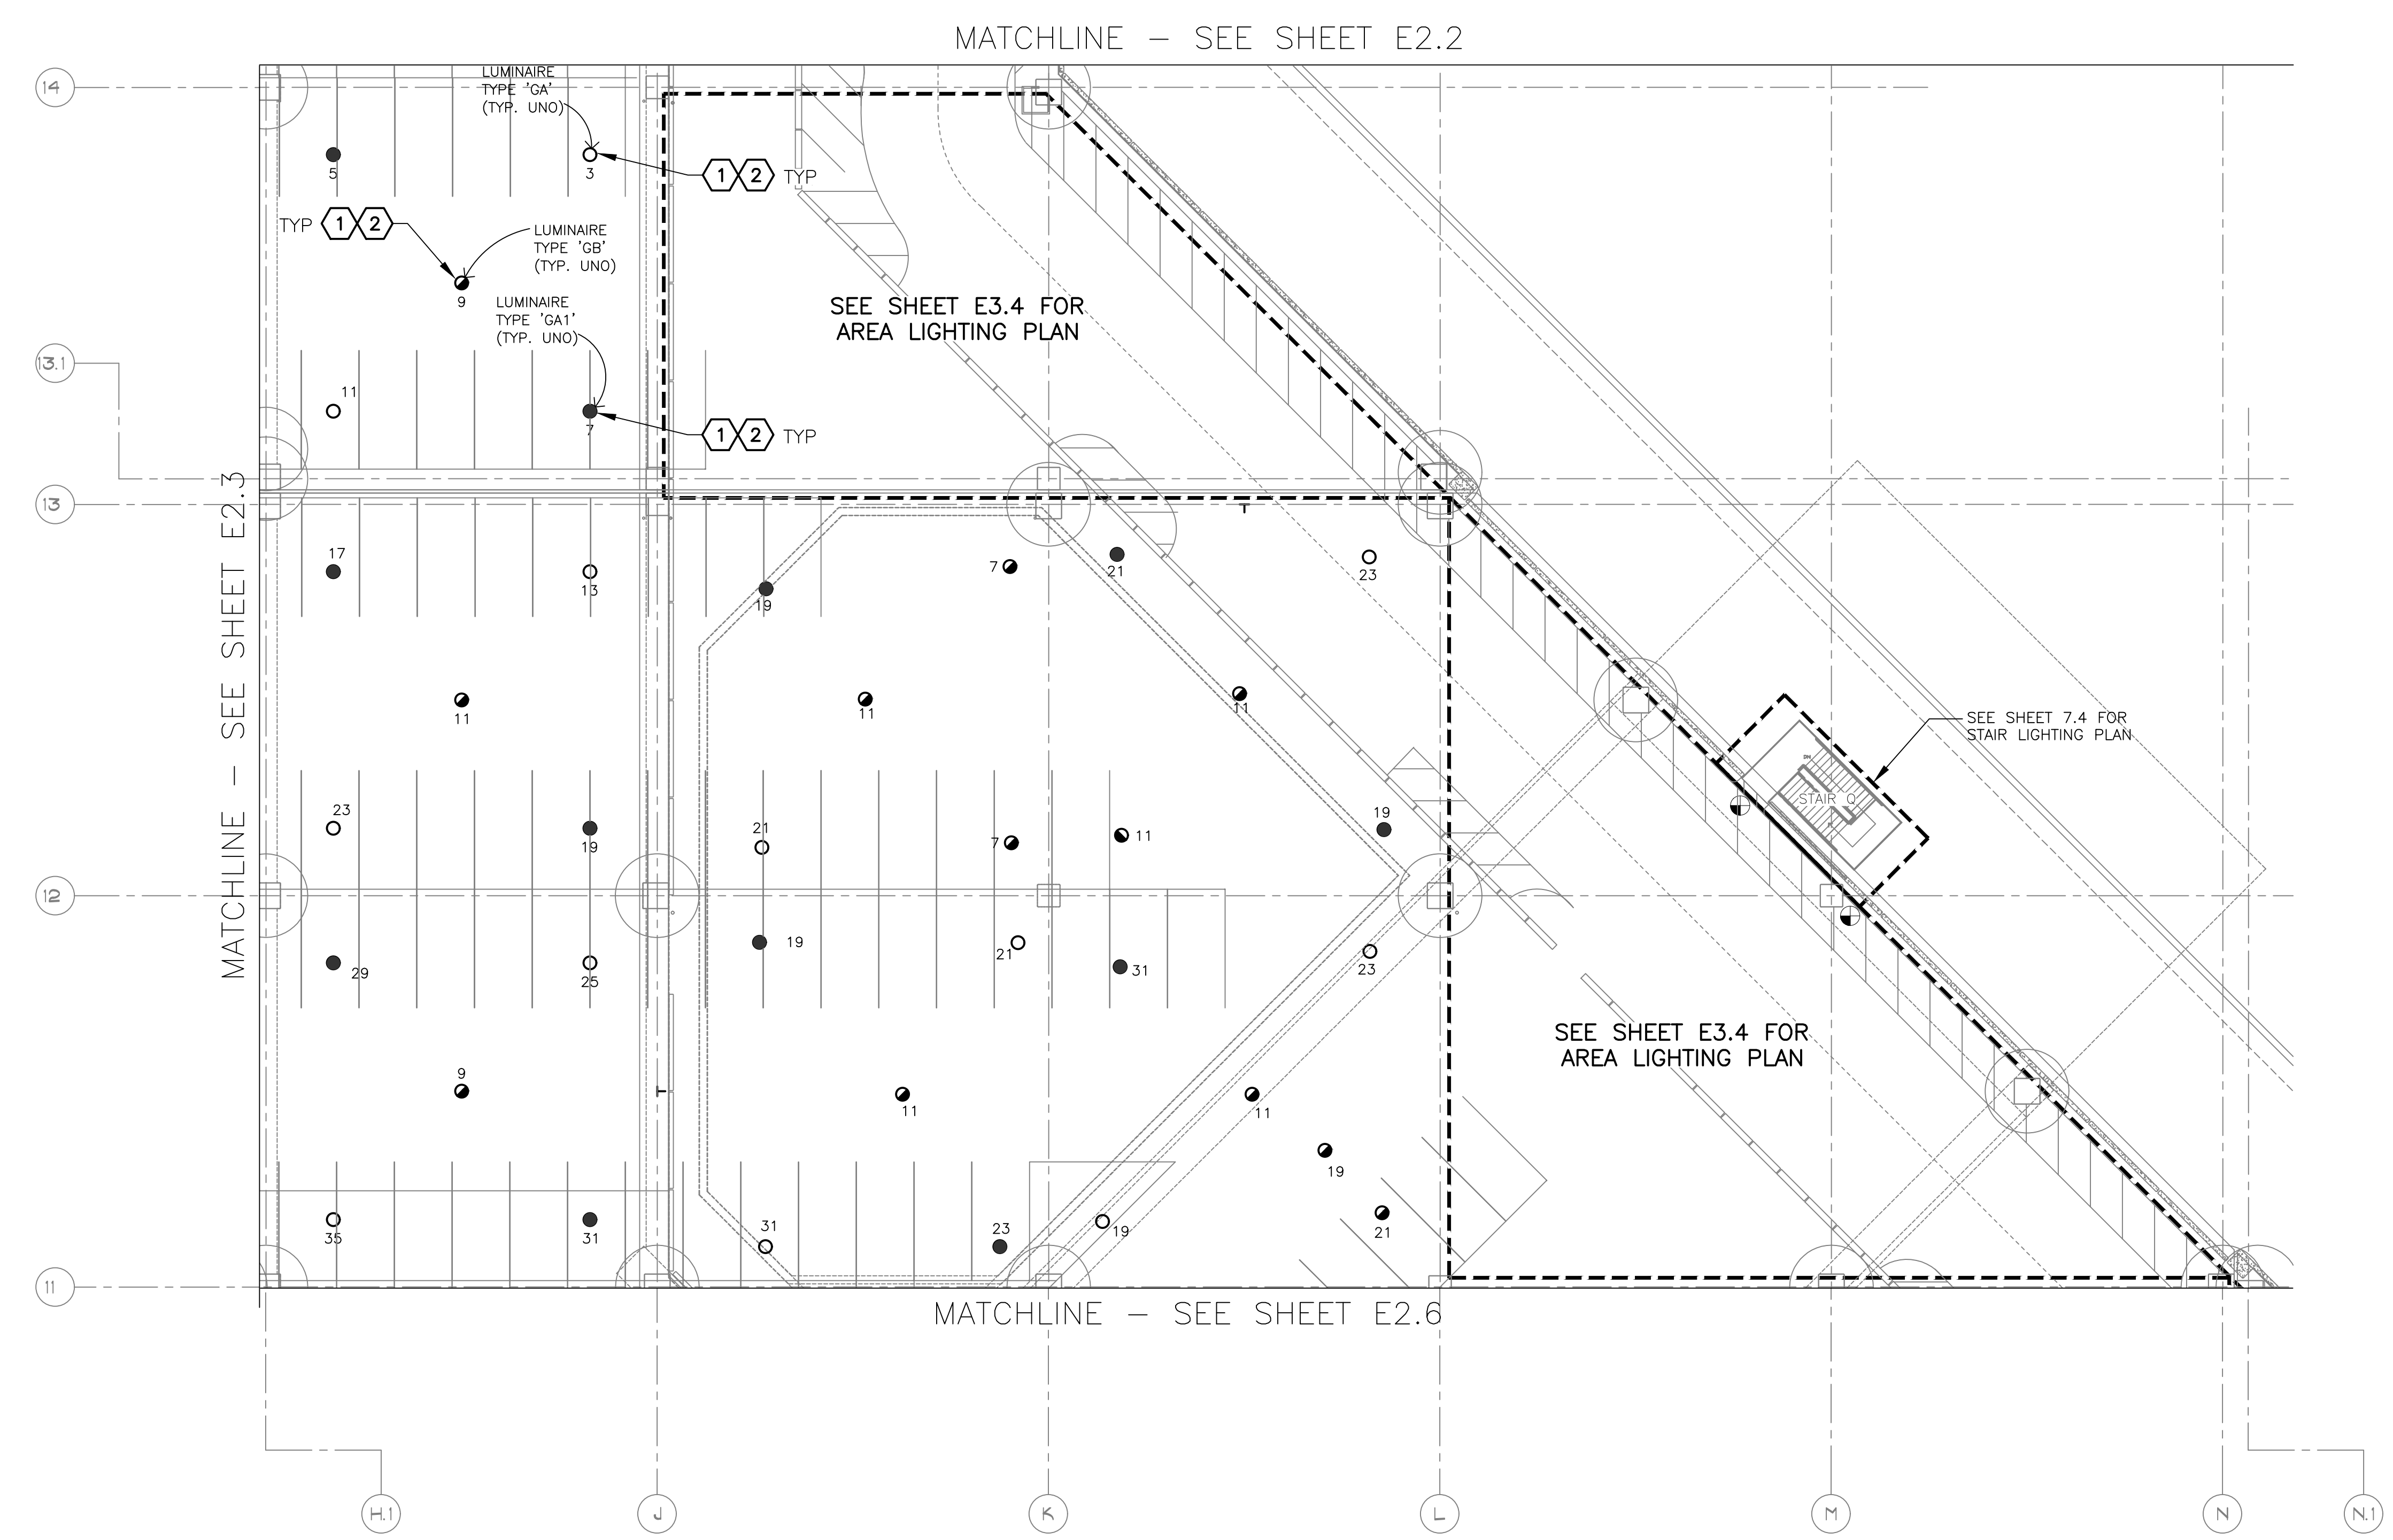 MATCHLINE – SEE SHEET E2.2
14
LUMINAIRE
TYPE 'GA'
(TYP. UNO)
5
3
1 2 TYP
TYP 1 2
LUMINAIRE
TYPE 'GB'
(TYP. UNO)
9
LUMINAIRE
TYPE 'GA1'
(TYP. UNO)
SEE SHEET E3.4 FOR
AREA LIGHTING PLAN
13.1
11
7
1 2 TYP
MATCHLINE – SEE SHEET E2.3
13
T
17
13
19
7
21
23
11
11
11
SEE SHEET 7.4 FOR
STAIR LIGHTING PLAN
STAIR Q
DN
23
19
21
7
11
19
12
T
29
25
19
21
31
23
SEE SHEET E3.4 FOR
AREA LIGHTING PLAN
9
T
11
11
19
35
31
31
23
19
21
11
MATCHLINE – SEE SHEET E2.6
H.1
J
K
L
M
N
N.1